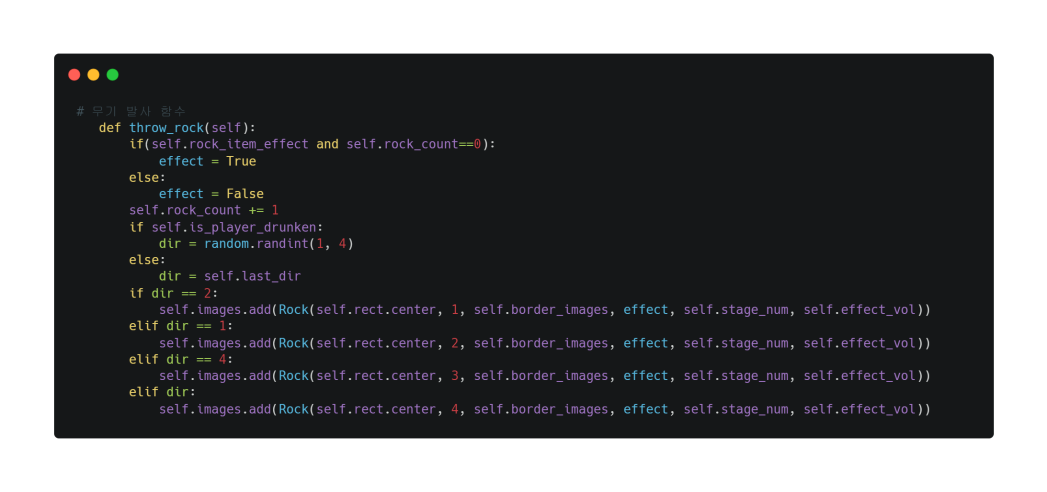 # 무기 발사 함수
def throw_rock(self):
if(self.rock_item_effect and self.rock_count==0):
effect = True
else:
effect = False
self.rock_count += 1
if self.is_player_drunken:
dir = random.randint(1, 4)
else:
dir = self.last_dir
if dir == 2:
self.images.add(Rock(self.rect.center, 1, self.border_images, effect, self.stage_num, self.effect_vol))
elif dir == 1:
self.images.add(Rock(self.rect.center, 2, self.border_images, effect, self.stage_num, self.effect_vol))
elif dir == 4:
self.images.add(Rock(self.rect.center, 3, self.border_images, effect, self.stage_num, self.effect_vol))
elif dir:
self.images.add(Rock(self.rect.center, 4, self.border_images, effect, self.stage_num, self.effect_vol))